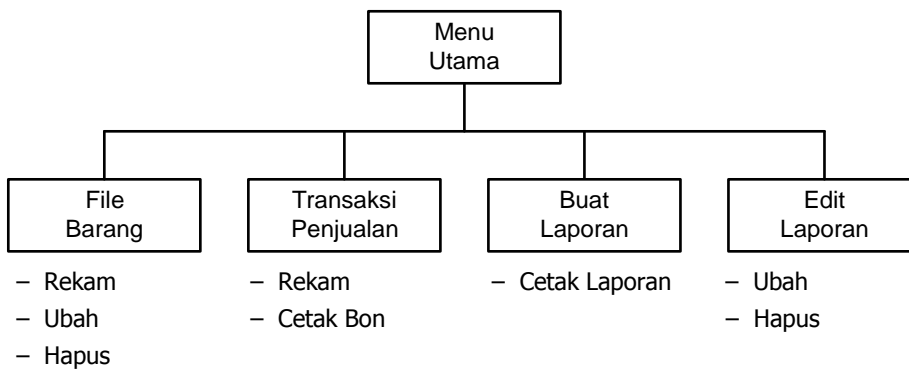 Menu
Utama
File
Barang
– Rekam
– Ubah
– Hapus
Transaksi
Penjualan
– Rekam
– Cetak Bon
Buat
Laporan
– Cetak Laporan
Edit
Laporan
– Ubah
– Hapus